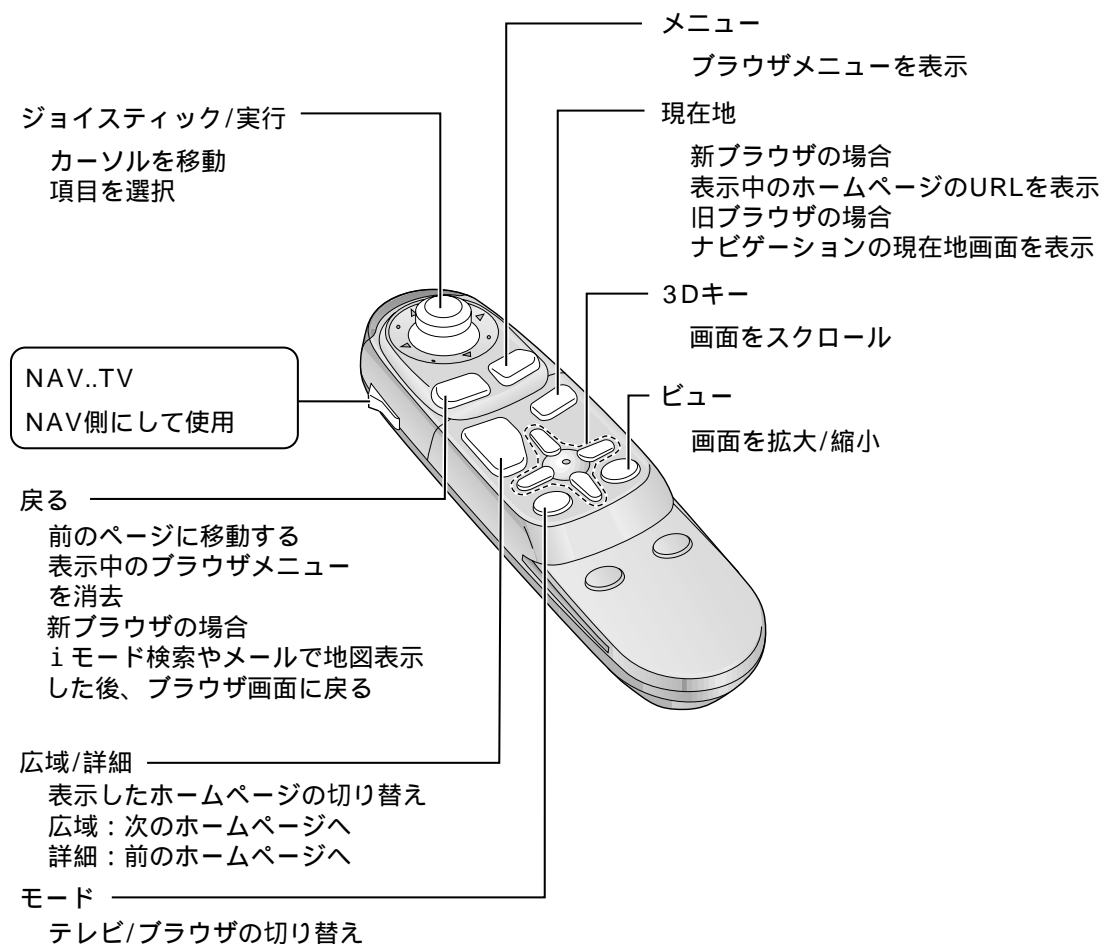 メニュー
ブラウザメニューを表示
ジョイスティック/実行
カーソルを移動
項目を選択
現在地
新ブラウザの場合
表示中のホームページのURLを表示
旧ブラウザの場合
ナビゲーションの現在地画面を表示
3Dキー
画面をスクロール
NAV..TV
NAV側にして使用
ビュー
画面を拡大/縮小
戻る
前のページに移動する
表示中のブラウザメニュー
を消去
新ブラウザの場合
iモード検索やメールで地図表示
した後、ブラウザ画面に戻る
広域/詳細
表示したホームページの切り替え
広域:次のホームページへ
詳細:前のホームページへ
モード
テレビ/ブラウザの切り替え